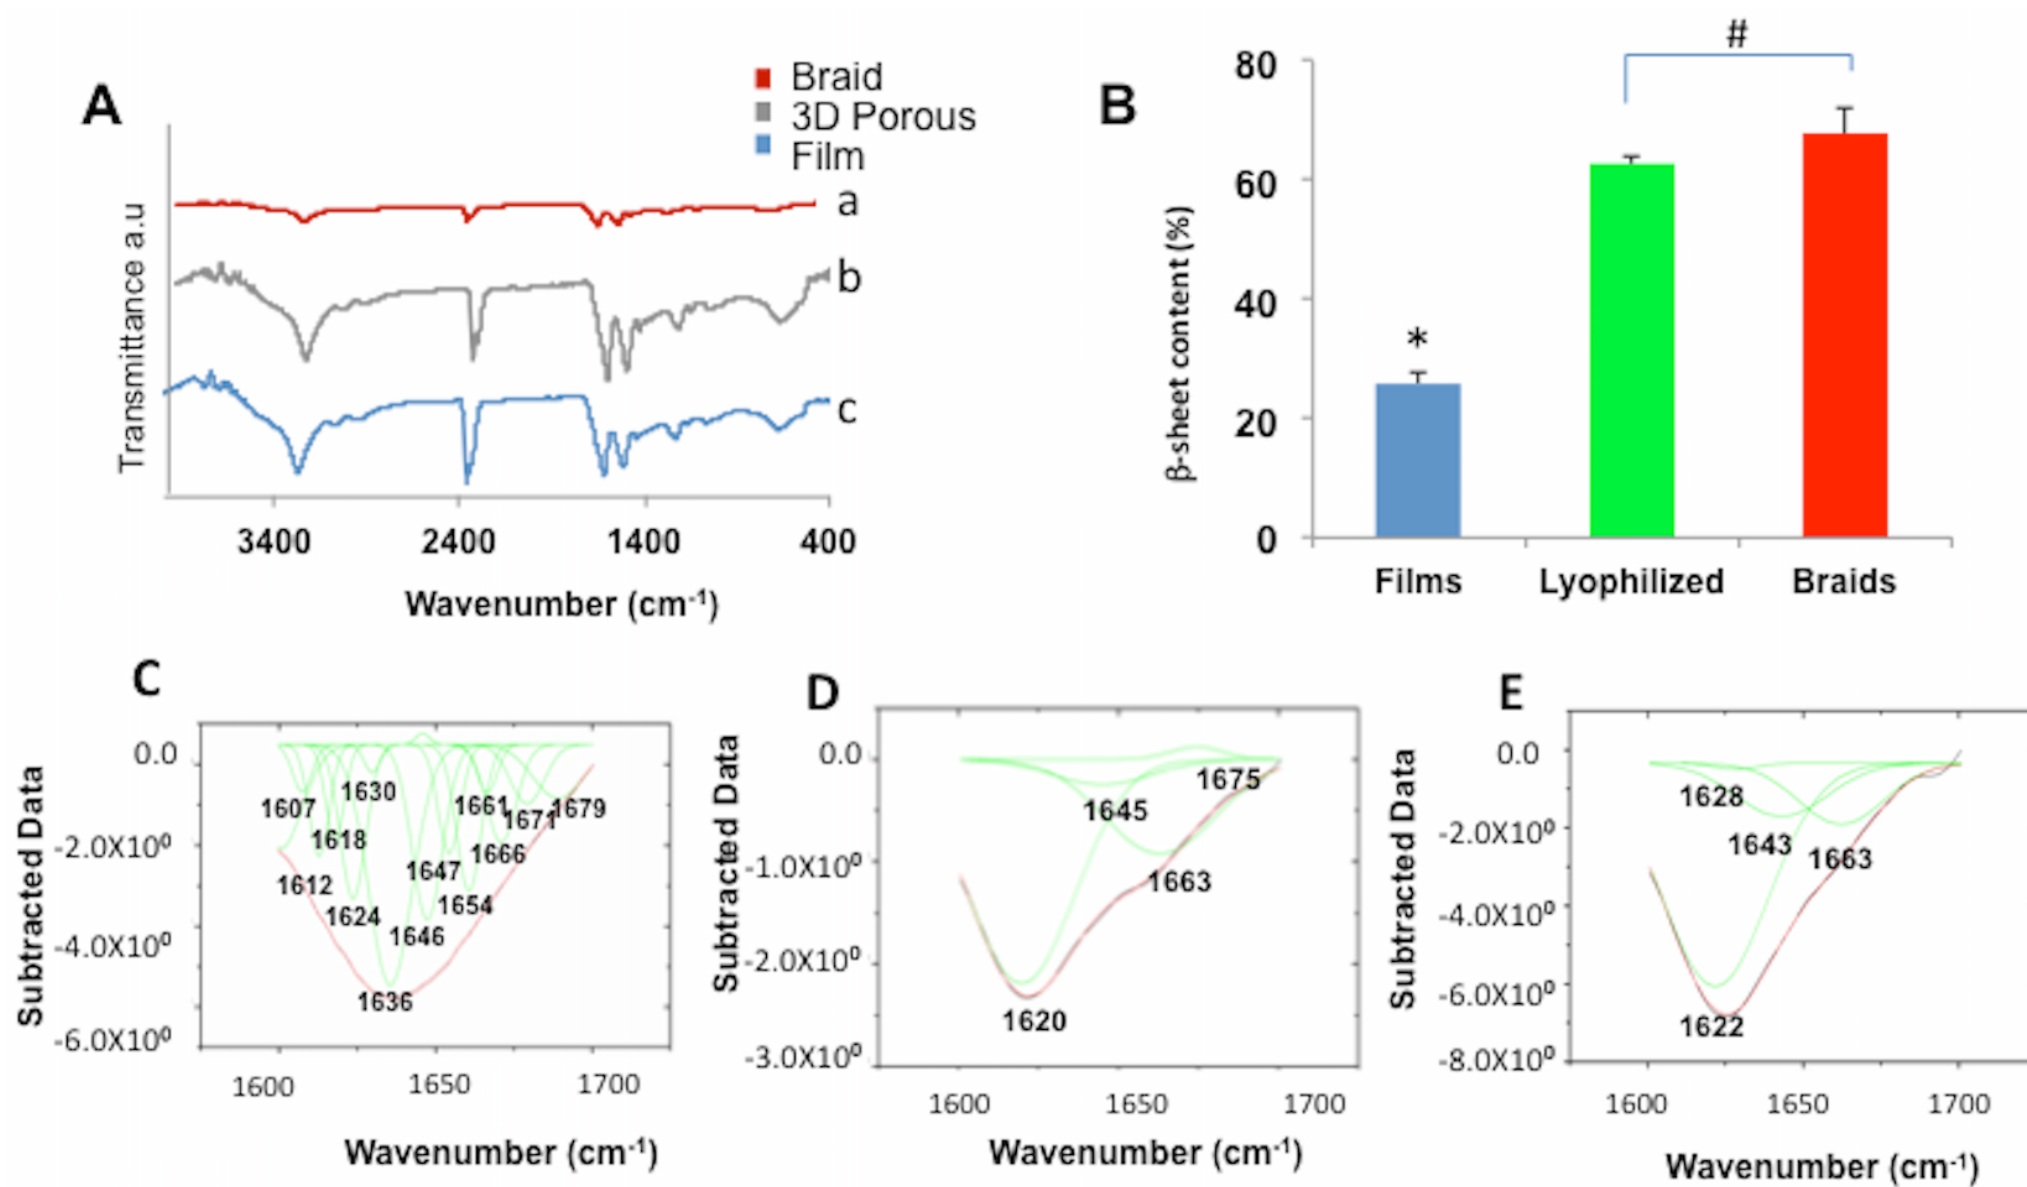 A
Braid
3D Porous
Film
a
b
c
Transmittance a.u
3400 2400 1400 400
Wavenumber (cm⁻¹)
B
#
80
60
40
20
0
*
β-sheet content (%)
Films Lyophilized Braids
C
0.0
-2.0X10⁰
-4.0X10⁰
-6.0X10⁰
Subtracted Data
1607
1630
1661
1671
1679
1618
1612
1647
1666
1624
1654
1646
1636
1600 1650 1700
Wavenumber (cm⁻¹)
D
0.0
-1.0X10⁰
-2.0X10⁰
-3.0X10⁰
Subtracted Data
1675
1645
1663
1620
1600 1650 1700
Wavenumber (cm⁻¹)
E
0.0
-2.0X10⁰
-4.0X10⁰
-6.0X10⁰
-8.0X10⁰
Subtracted Data
1628
1643
1663
1622
1600 1650 1700
Wavenumber (cm⁻¹)